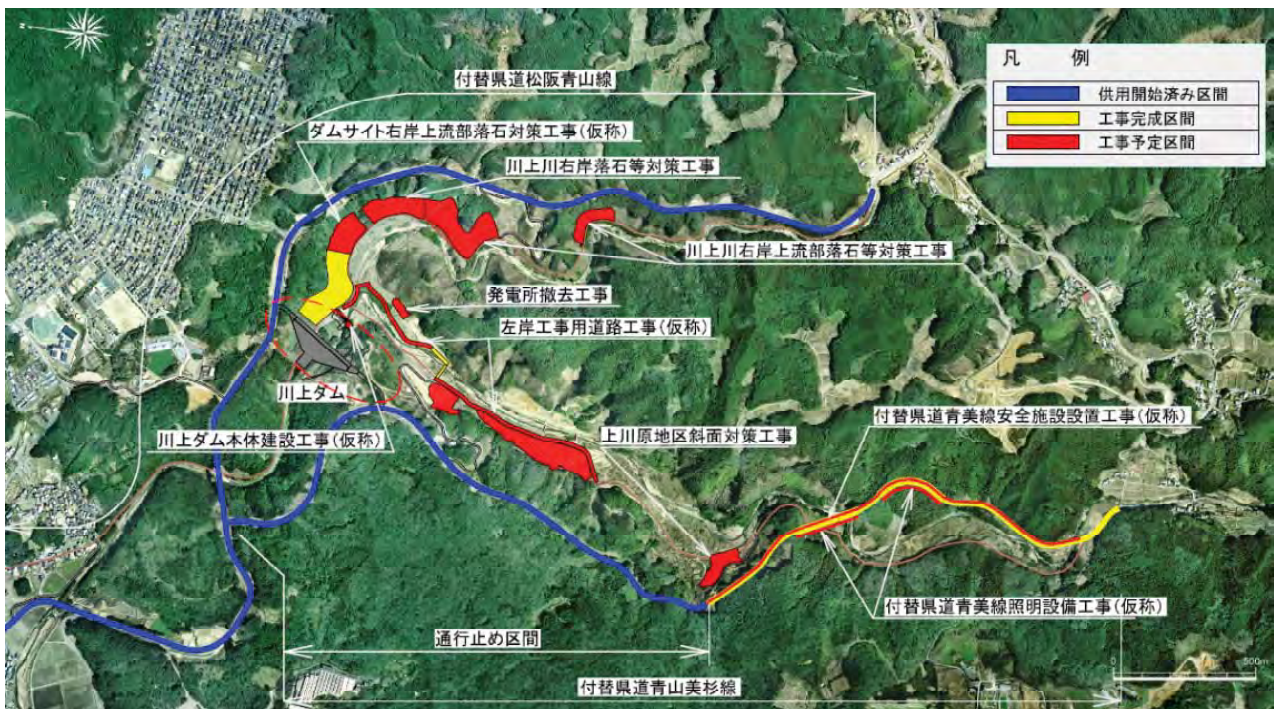 凡 例
供用開始済み区間
工事完成区間
工事予定区間
付替県道松阪青山線
ダムサイト右岸上流部落石対策工事(仮称)
川上川右岸落石等対策工事
川上川右岸上流部落石等対策工事
発電所撤去工事
左岸工事用道路工事(仮称)
川上ダム
付替県道青美線安全施設設置工事(仮称)
川上ダム本体建設工事(仮称)
上川原地区斜面対策工事
付替県道青美線照明設備工事(仮称)
通行止め区間
0 500m
付替県道青山美杉線